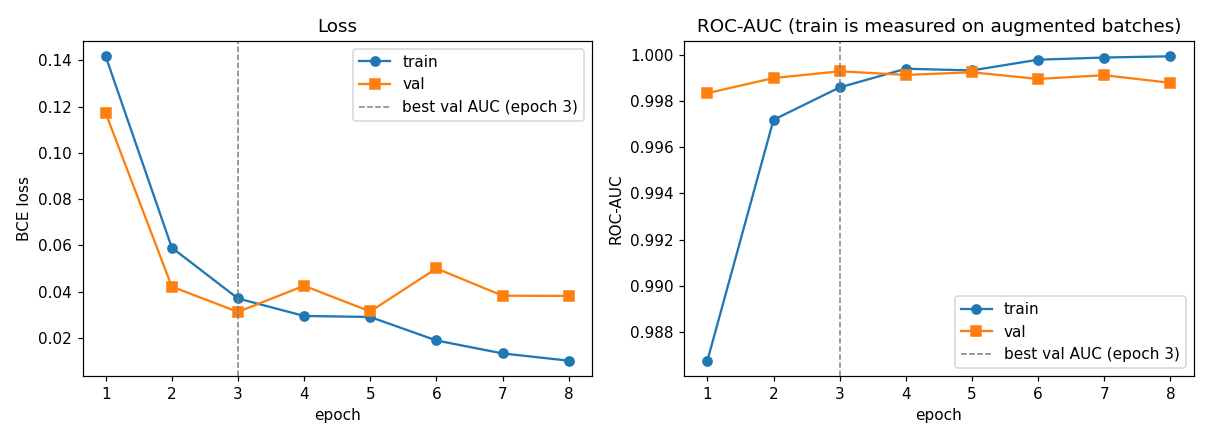 Loss
BCE loss
0.14
0.12
0.10
0.08
0.06
0.04
0.02
train
val
best val AUC (epoch 3)
1 2 3 4 5 6 7 8
epoch
ROC-AUC (train is measured on augmented batches)
ROC-AUC
1.000
0.998
0.996
0.994
0.992
0.990
0.988
train
val
best val AUC (epoch 3)
1 2 3 4 5 6 7 8
epoch